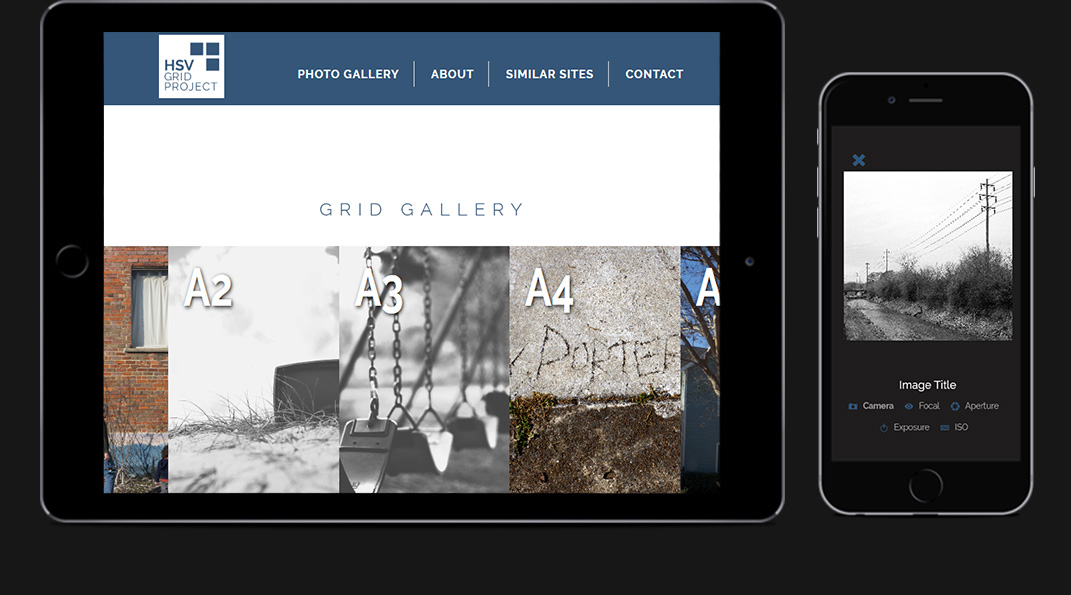 HSV
GRID
PROJECT
PHOTO GALLERY
ABOUT
SIMILAR SITES
CONTACT
GRID GALLERY
A2
A3
A4
A
PORTER
Image Title
Camera
Focal
Aperture
Exposure
ISO